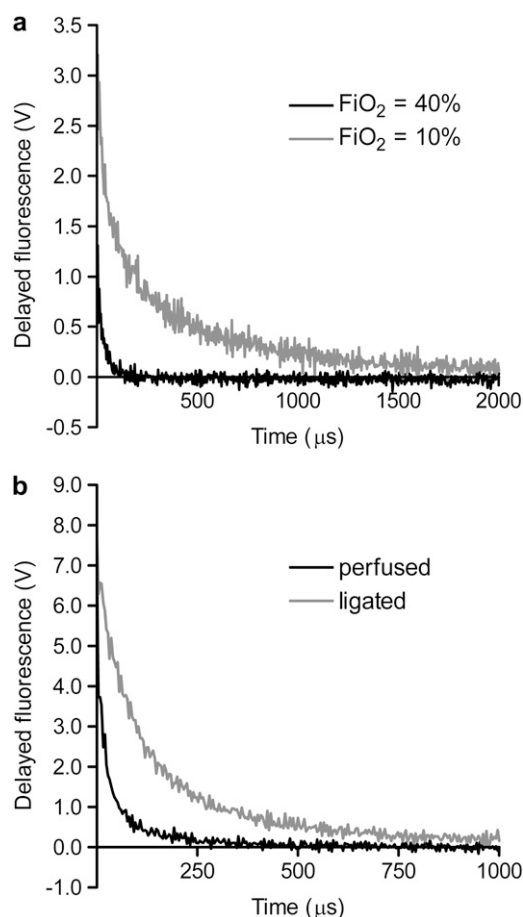 a
3.5
3.0
2.5
2.0
1.5
1.0
0.5
0.0
-0.5
Delayed fluorescence (V)
FiO₂ = 40%
FiO₂ = 10%
500 1000 1500 2000
Time (μs)
b
9.0
8.0
7.0
6.0
5.0
4.0
3.0
2.0
1.0
0.0
-1.0
Delayed fluorescence (V)
perfused
ligated
250 500 750 1000
Time (μs)